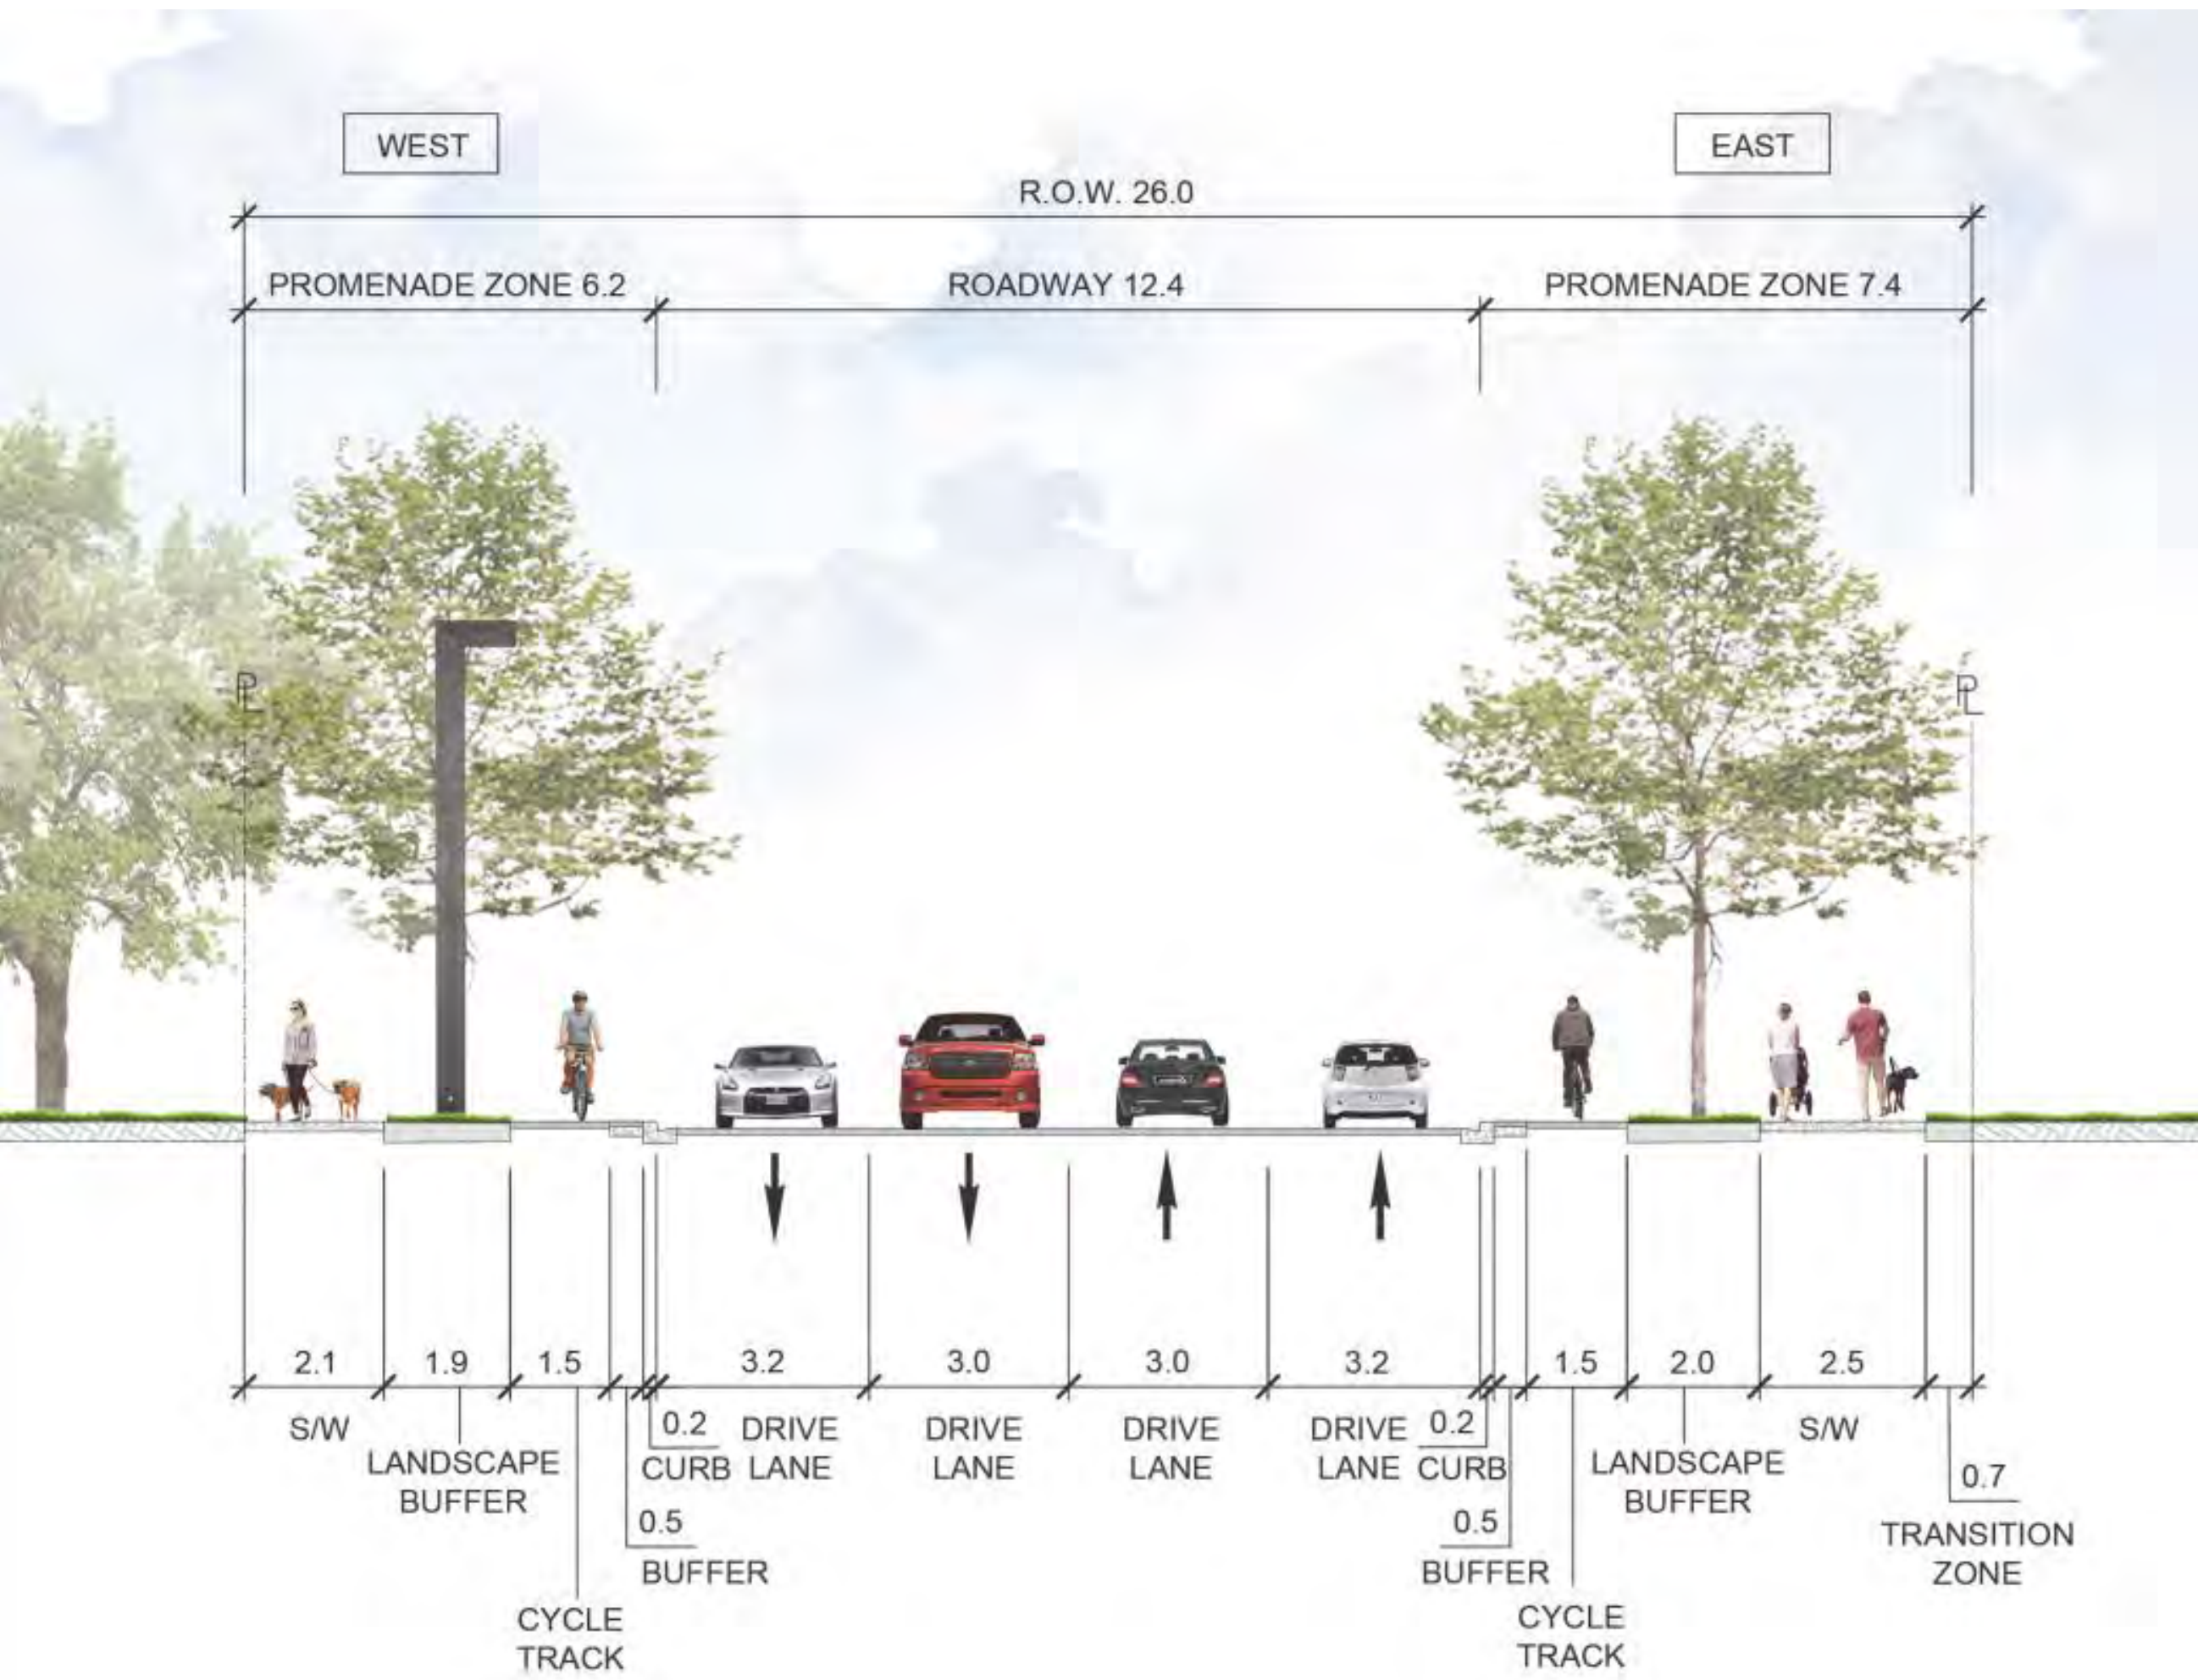 WEST
EAST
R.O.W. 26.0
PROMENADE ZONE 6.2
ROADWAY 12.4
PROMENADE ZONE 7.4
PL
PL
2.1
1.9
1.5
3.2
3.0
3.0
3.2
1.5
2.0
2.5
S/W
LANDSCAPE
BUFFER
CYCLE
TRACK
0.5
BUFFER
0.2
CURB
DRIVE
LANE
DRIVE
LANE
DRIVE
LANE
DRIVE
LANE
0.2
CURB
0.5
BUFFER
CYCLE
TRACK
LANDSCAPE
BUFFER
S/W
0.7
TRANSITION
ZONE